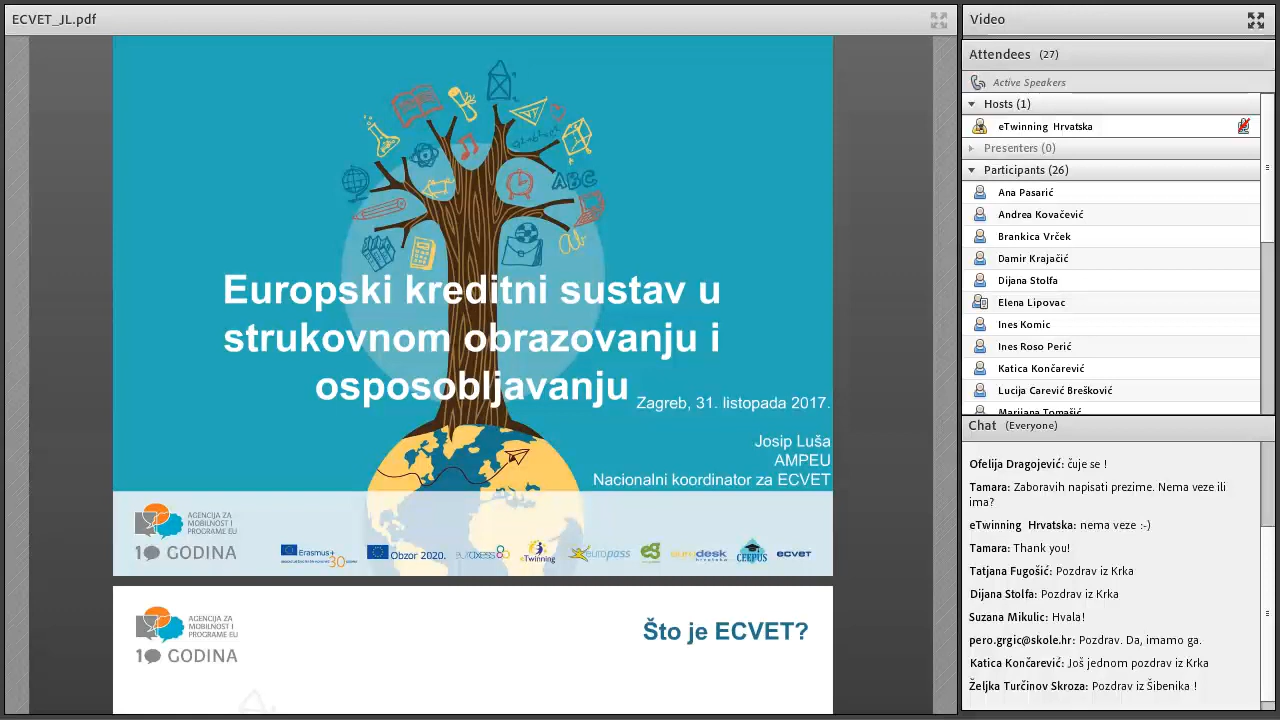 ECVET_JL.pdf
ABC
ab
Europski kreditni sustav u
strukovnom obrazovanju i
osposobljavanju
Zagreb, 31. listopada 2017.
Josip Luša
AMPEU
Nacionalni koordinator za ECVET
AGENCIJA ZA
MOBILNOST I
PROGRAME EU
10 GODINA
Erasmus+
30
Obzor 2020.
eTwinning
europass
eurodesk
CEEPUS
ECVET
AGENCIJA ZA
MOBILNOST I
PROGRAME EU
10 GODINA
Što je ECVET?
Video
Attendees (27)
Active Speakers
Hosts (1)
eTwinning Hrvatska
Presenters (0)
Participants (26)
Ana Pasarić
Andrea Kovačević
Brankica Vrček
Damir Krajačić
Dijana Stolfa
Elena Lipovac
Ines Komic
Ines Roso Perić
Katica Končarević
Lucija Carević Brešković
Marijana Tomašić
Chat (Everyone)
Ofelija Dragojević: čuje se !
Tamara: Zaboravih napisati prezime. Nema veze ili
ima?
eTwinning Hrvatska: nema veze :-)
Tamara: Thank you!
Tatjana Fugošić: Pozdrav iz Krka
Dijana Stolfa: Pozdrav iz Krka
Suzana Mikulic: Hvala!
pero.grgic@skole.hr: Pozdrav. Da, imamo ga.
Katica Končarević: Još jednom pozdrav iz Krka
Željka Turčinov Skroza: Pozdrav iz Šibenika !